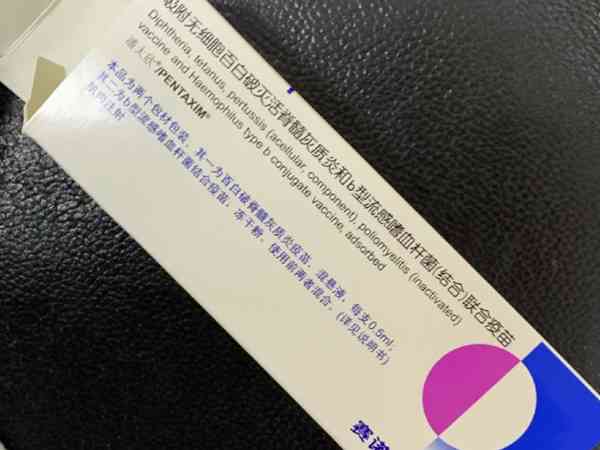 吸附无细胞百白破灭活脊髓灰质炎和b型流感嗜血杆菌(结合)联合疫苗
Diphtheria, tetanus, pertussis (acellular, component), poliomyelitis (inactivated)
vaccine and Haemophilus type b conjugate vaccine, adsorbed
潘太欣®/PENTAXIM®
本品为两个包材包装，其一为百白破脊髓灰质炎疫苗，混悬液，每支0.5ml；
其二为b型流感嗜血杆菌结合疫苗，冻干粉，使用前两者混合。(详见说明书)
肌肉注射
赛诺